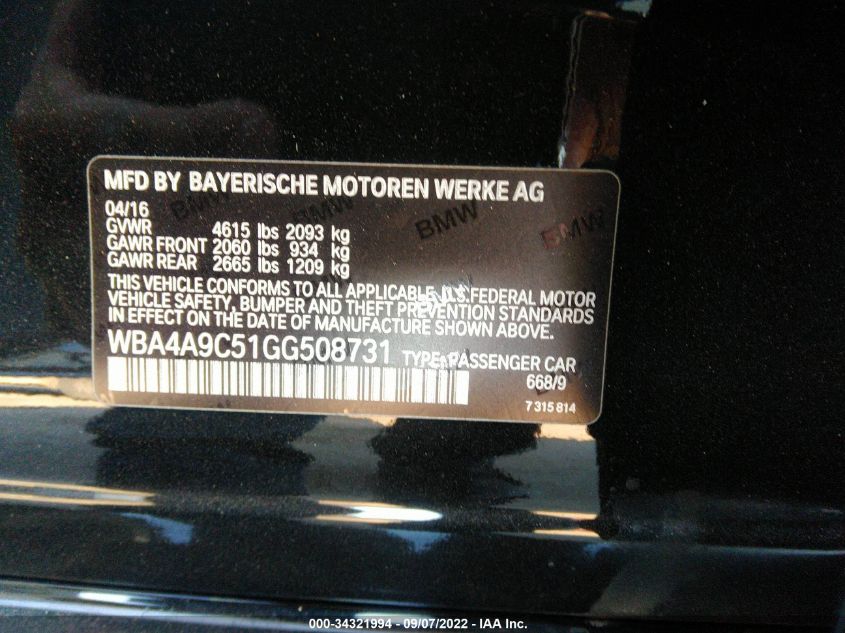 MFD BY BAYERISCHE MOTOREN WERKE AG
04/16
GVWR 4615 lbs 2093 kg
GAWR FRONT 2060 lbs 934 kg
GAWR REAR 2665 lbs 1209 kg
THIS VEHICLE CONFORMS TO ALL APPLICABLE U.S. FEDERAL MOTOR
VEHICLE SAFETY, BUMPER AND THEFT PREVENTION STANDARDS
IN EFFECT ON THE DATE OF MANUFACTURE SHOWN ABOVE.
WBA4A9C51GG508731 TYPE: PASSENGER CAR
668/9
7 315 814
BMW
BMW
BMW
000-34321994 - 09/07/2022 - IAA Inc.